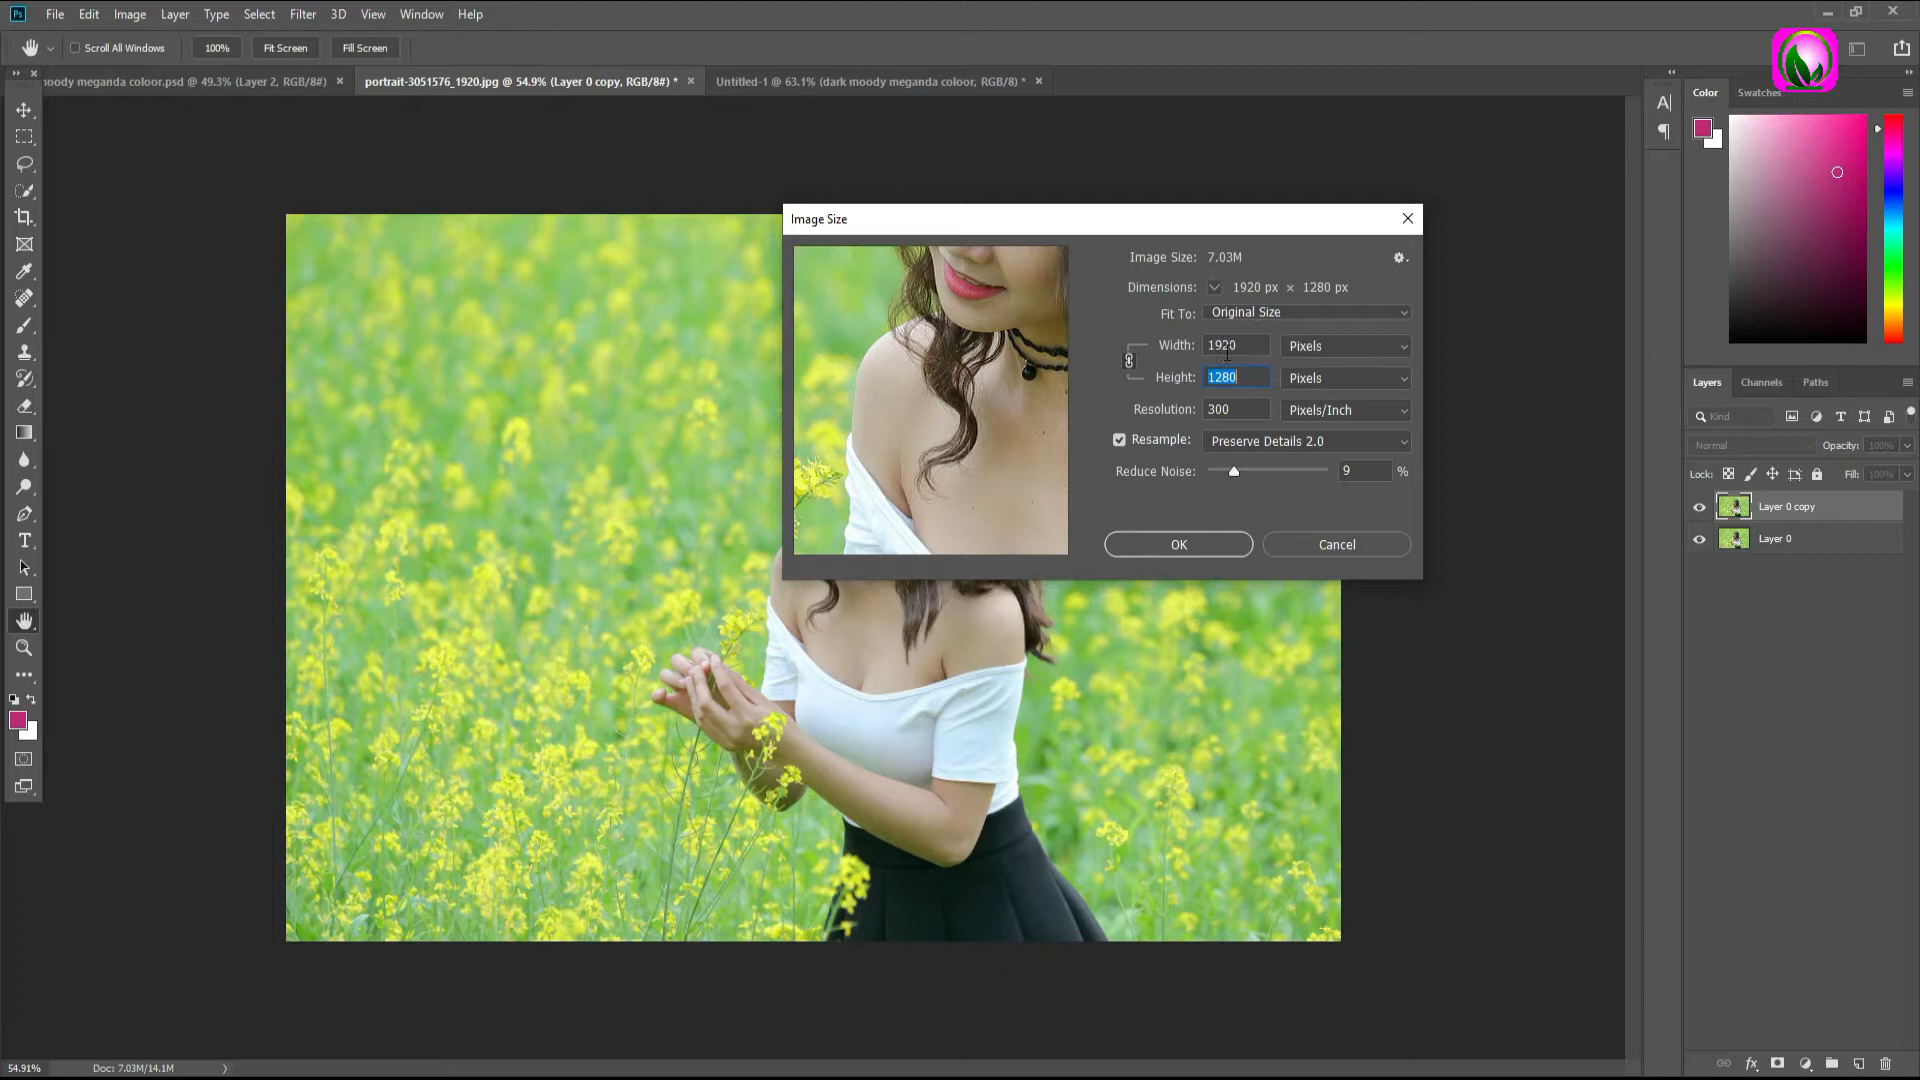 Ps File Edit Image Layer Type Select Filter 3D View Window Help
Scroll All Windows 100% Fit Screen Fill Screen
moody meganda coloor.psd @ 49.3% (Layer 2, RGB/8#) portrait-3051576_1920.jpg @ 54.9% (Layer 0 copy, RGB/8#) * Untitled-1 @ 63.1% (dark moody meganda coloor, RGB/8) *
Color Swatches
Image Size
Image Size: 7.03M
Dimensions: 1920 px × 1280 px
Fit To: Original Size
Width: 1920 Pixels
Height: 1280 Pixels
Resolution: 300 Pixels/Inch
Resample: Preserve Details 2.0
Reduce Noise: 9 %
OK Cancel
Layers Channels Paths
Kind
Normal Opacity: 100%
Lock: Fill: 100%
Layer 0 copy
Layer 0
54.91% Doc: 7.03M/14.1M